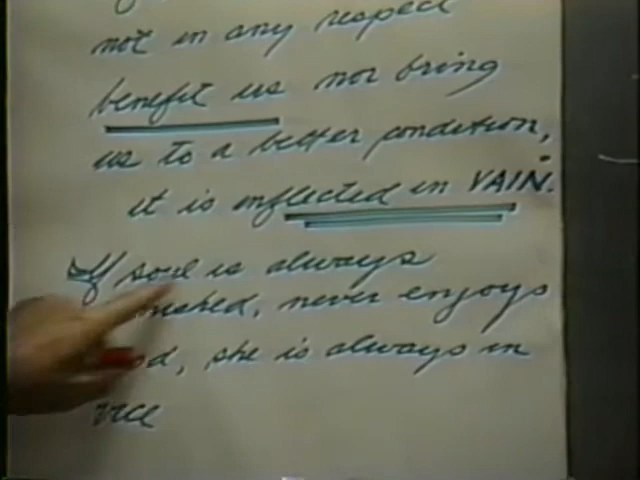 not in any respect
benefit us nor bring
us to a better condition,
it is inflected in VAIN.
If soul is always
never enjoys
she is always in
vice